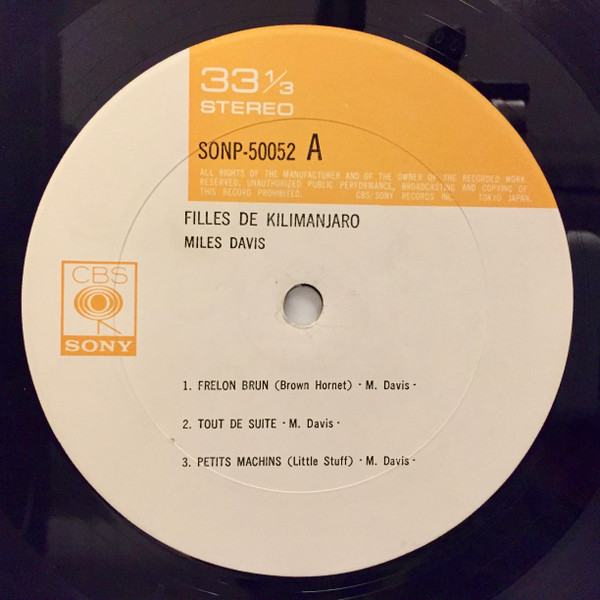 33 1/3
STEREO
SONP-50052 A
ALL RIGHTS OF THE MANUFACTURER AND OF THE OWNER OF THE RECORDED WORK
RESERVED. UNAUTHORIZED PUBLIC PERFORMANCE, BROADCASTING AND COPYING OF
THIS RECORD PROHIBITED. CBS/SONY RECORDS INC. TOKYO JAPAN.
FILLES DE KILIMANJARO
MILES DAVIS
CBS
SONY
1. FRELON BRUN (Brown Hornet) · M. Davis ·
2. TOUT DE SUITE · M. Davis ·
3. PETITS MACHINS (Little Stuff) · M. Davis ·